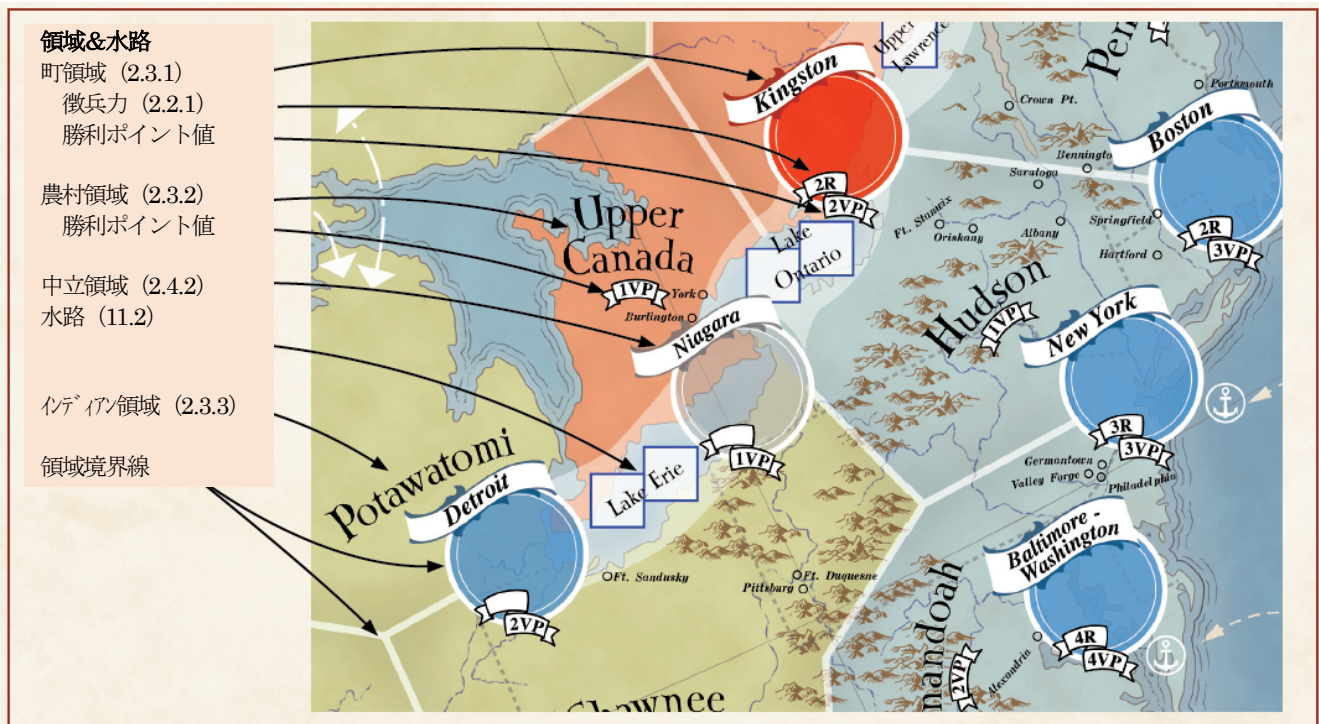 領域&水路
町領域 (2.3.1)
徴兵力 (2.2.1)
勝利ポイント値
農村領域 (2.3.2)
勝利ポイント値
中立領域 (2.4.2)
水路 (11.2)
インディアン領域 (2.3.3)
領域境界線
Upper
Lawrence
Kingston
2R
2VP
Portsmouth
Crown Pt.
Boston
2R
3VP
Saratoga
Ft. Stanwix
Oriskany
Albany
Springfield
Hartford
Upper
Canada
1VP
York
Burlington
Lake
Ontario
Niagara
1VP
Hudson
1VP
New York
3R
3VP
Germantown
Valley Forge
Philadelphia
Potawatomi
Detroit
2VP
Lake Erie
Ft. Sandusky
Ft. Duquesne
Pittsburg
Baltimore -
Washington
4R
4VP
2VP
Alexandria